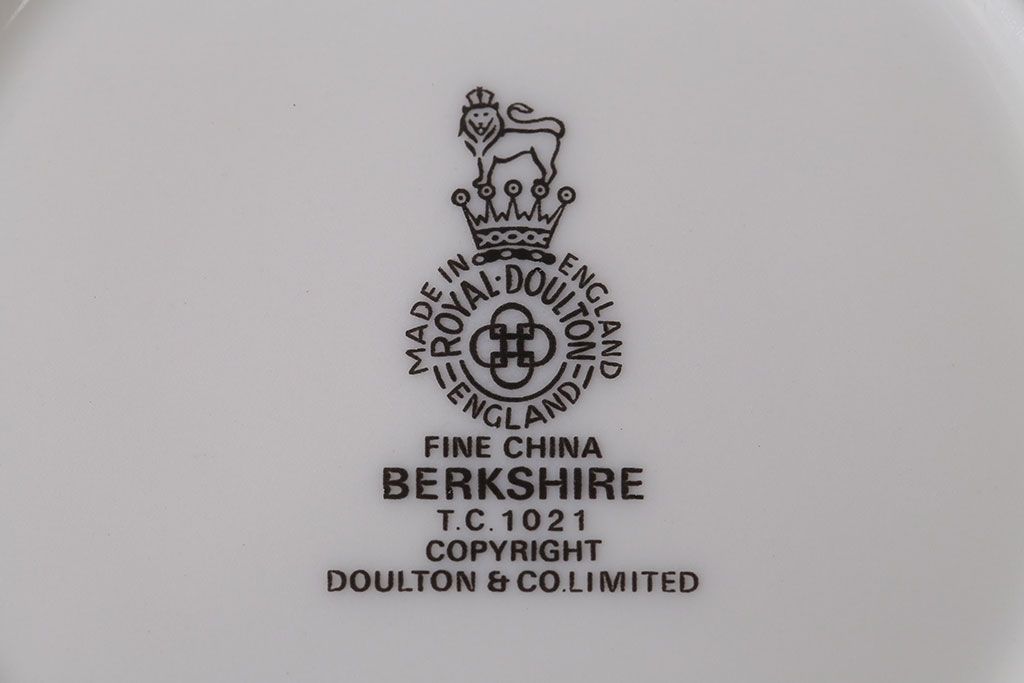 MADE IN ENGLAND
ROYAL·DOULTON
ENGLAND
FINE CHINA
BERKSHIRE
T.C.1021
COPYRIGHT
DOULTON & CO.LIMITED